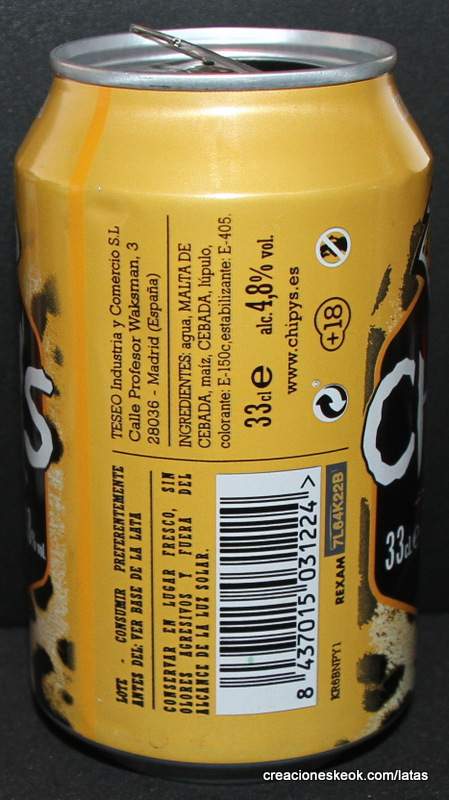 TESEO Industria y Comercio S.L
Calle Profesor Waksman, 3
28036 - Madrid (España)
INGREDIENTES: agua, MALTA DE
CEBADA, maíz, CEBADA, lúpulo,
colorante: E-150c,estabilizante: E-405.
33cl e alc. 4,8% vol.
www.chipys.es
+18
LOTE - CONSUMIR PREFERENTEMENTE
ANTES DEL: VER BASE DE LA LATA
CONSERVAR EN LUGAR FRESCO, SIN
OLORES AGRESIVOS Y FUERA DEL
ALCANCE DE LA LUZ SOLAR.
8 437015 031224 >
REXAM 7L64K22B
KR6BNPY1
S
CH
33cl e
creacioneskeok.com/latas